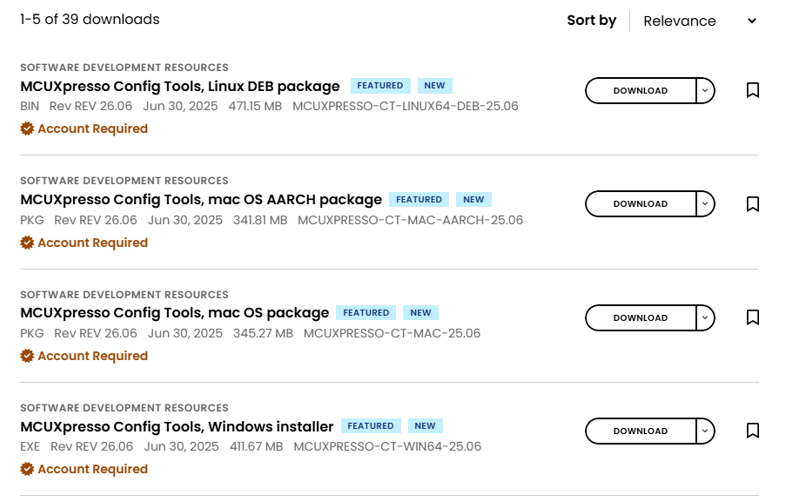 1-5 of 39 downloads
Sort by Relevance
SOFTWARE DEVELOPMENT RESOURCES
MCUXpresso Config Tools, Linux DEB package FEATURED NEW
BIN Rev REV 26.06 Jun 30, 2025 471.15 MB MCUXPRESSO-CT-LINUX64-DEB-25.06
Account Required
DOWNLOAD
SOFTWARE DEVELOPMENT RESOURCES
MCUXpresso Config Tools, mac OS AARCH package FEATURED NEW
PKG Rev REV 26.06 Jun 30, 2025 341.81 MB MCUXPRESSO-CT-MAC-AARCH-25.06
Account Required
DOWNLOAD
SOFTWARE DEVELOPMENT RESOURCES
MCUXpresso Config Tools, mac OS package FEATURED NEW
PKG Rev REV 26.06 Jun 30, 2025 345.27 MB MCUXPRESSO-CT-MAC-25.06
Account Required
DOWNLOAD
SOFTWARE DEVELOPMENT RESOURCES
MCUXpresso Config Tools, Windows installer FEATURED NEW
EXE Rev REV 26.06 Jun 30, 2025 411.67 MB MCUXPRESSO-CT-WIN64-25.06
Account Required
DOWNLOAD